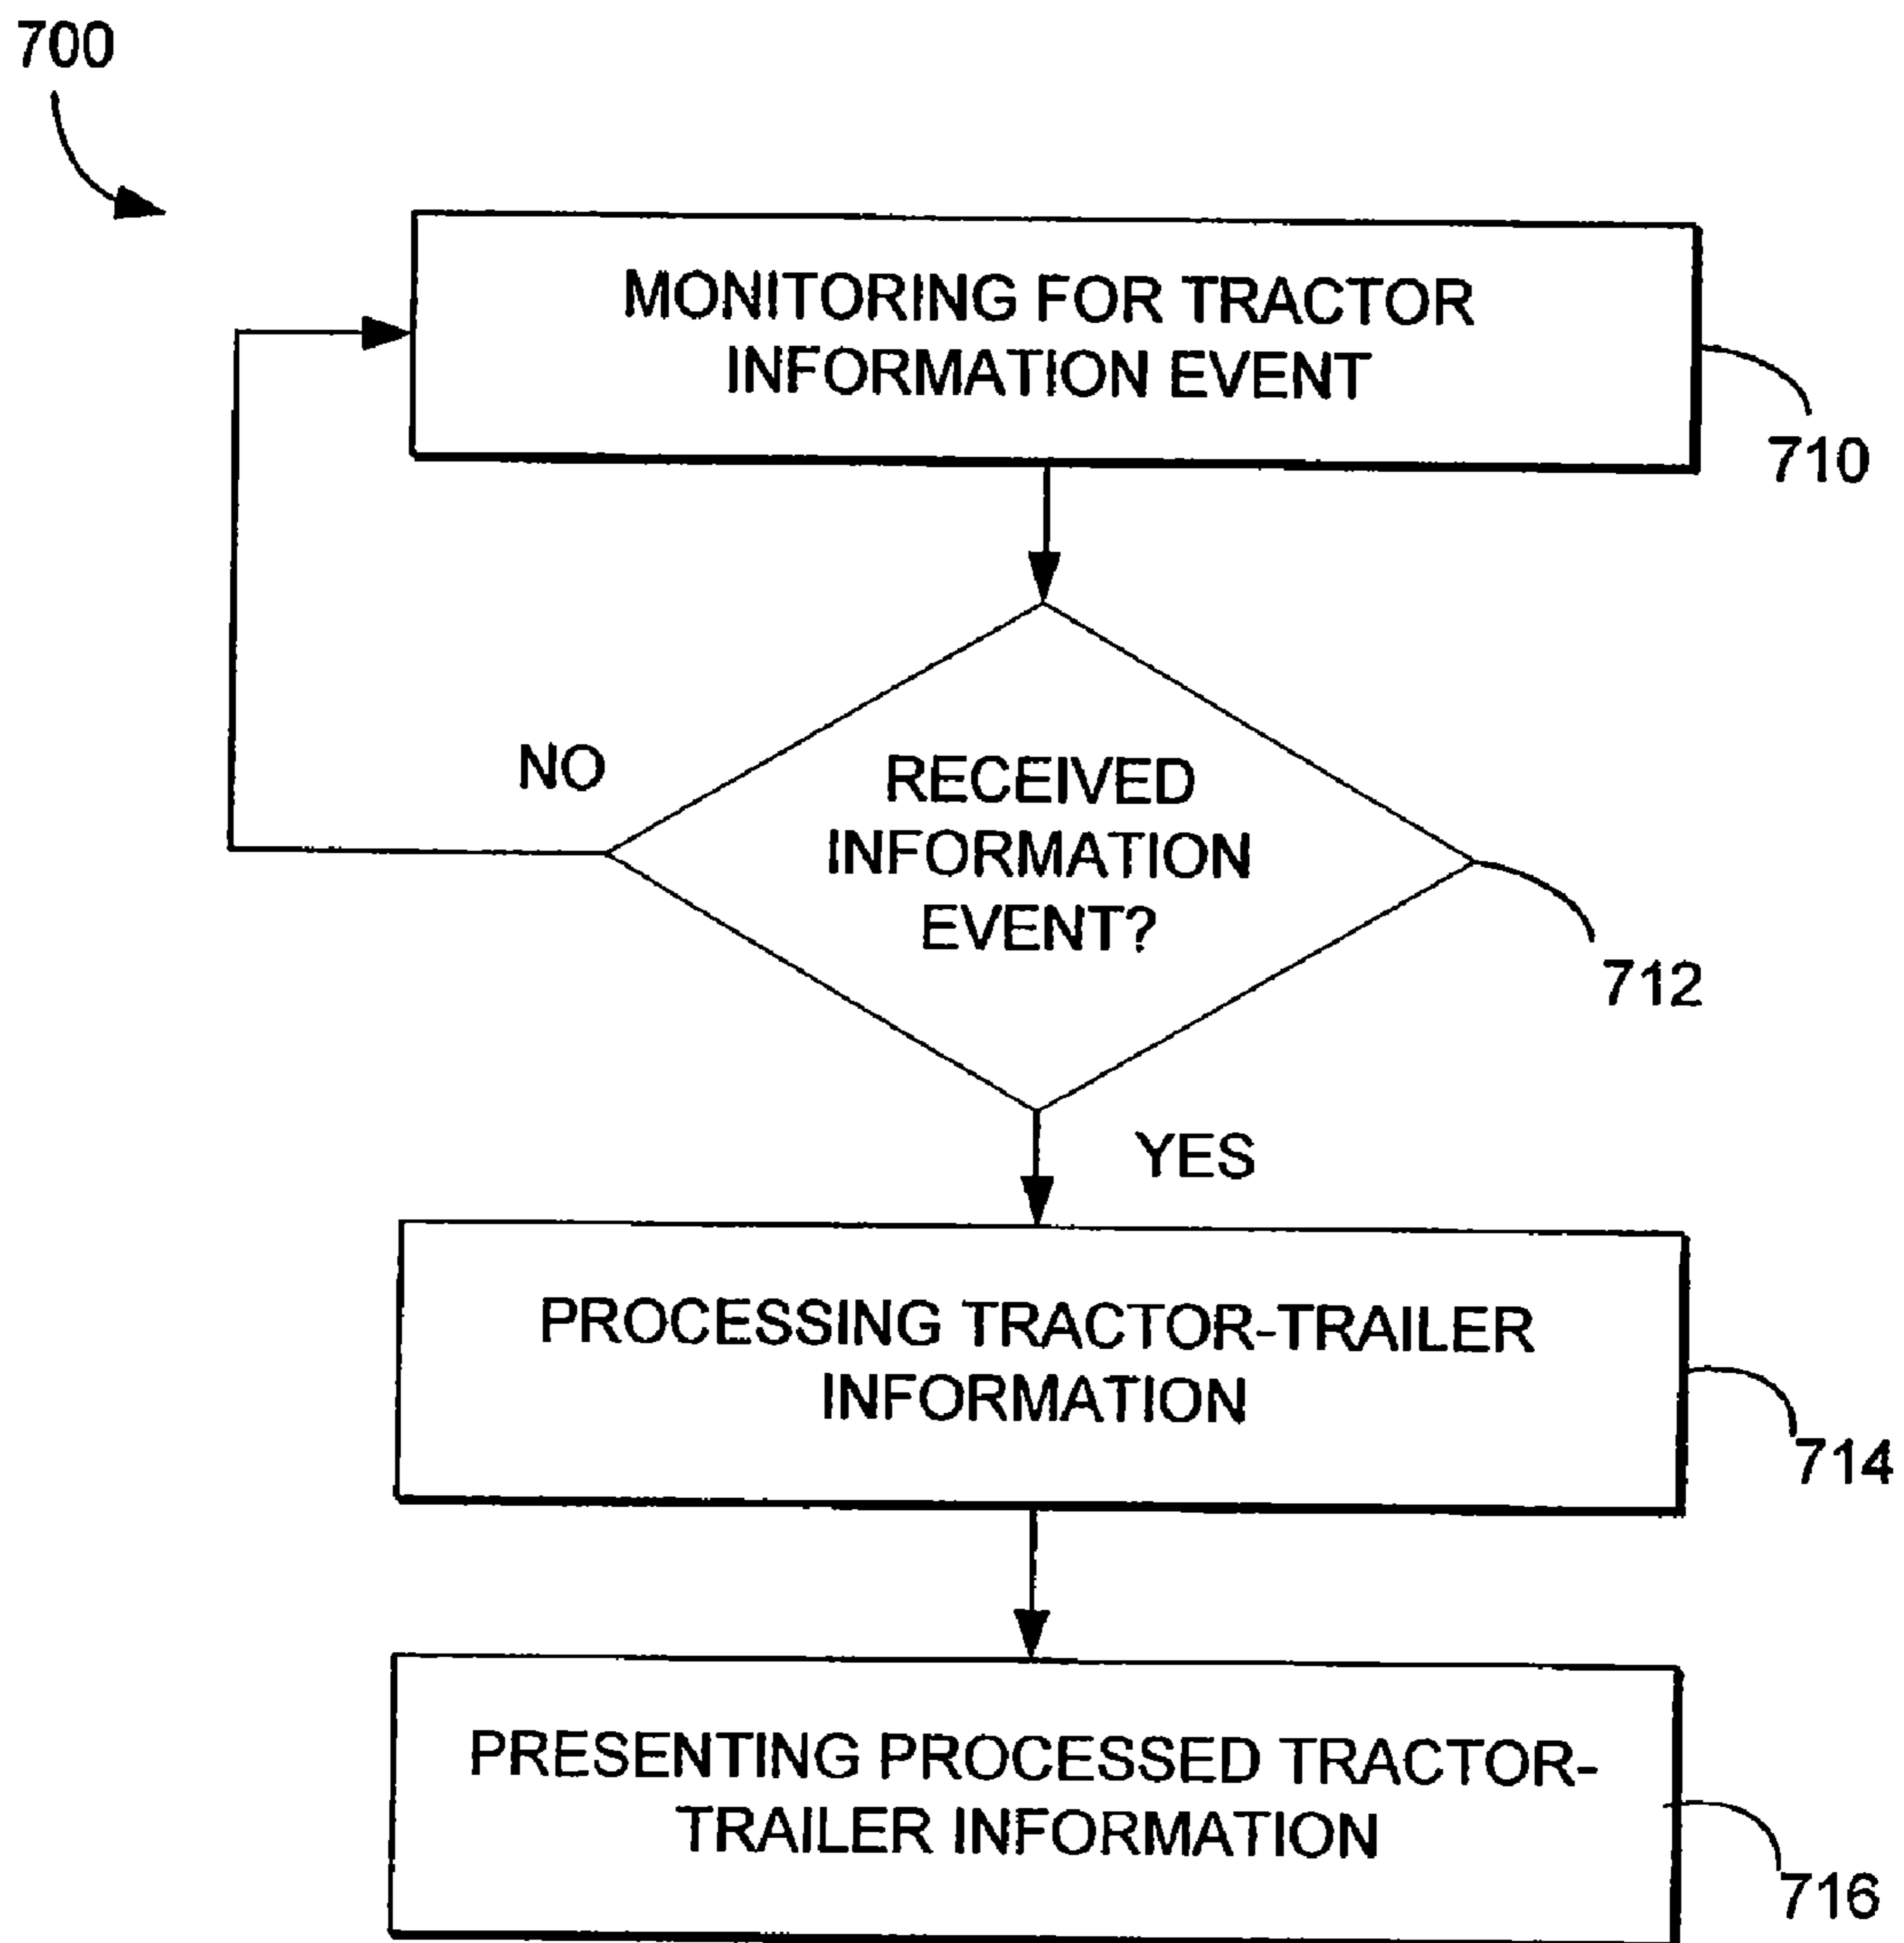 700
MONITORING FOR TRACTOR
INFORMATION EVENT
710
NO
RECEIVED
INFORMATION
EVENT?
712
YES
PROCESSING TRACTOR-TRAILER
INFORMATION
714
PRESENTING PROCESSED TRACTOR-
TRAILER INFORMATION
716